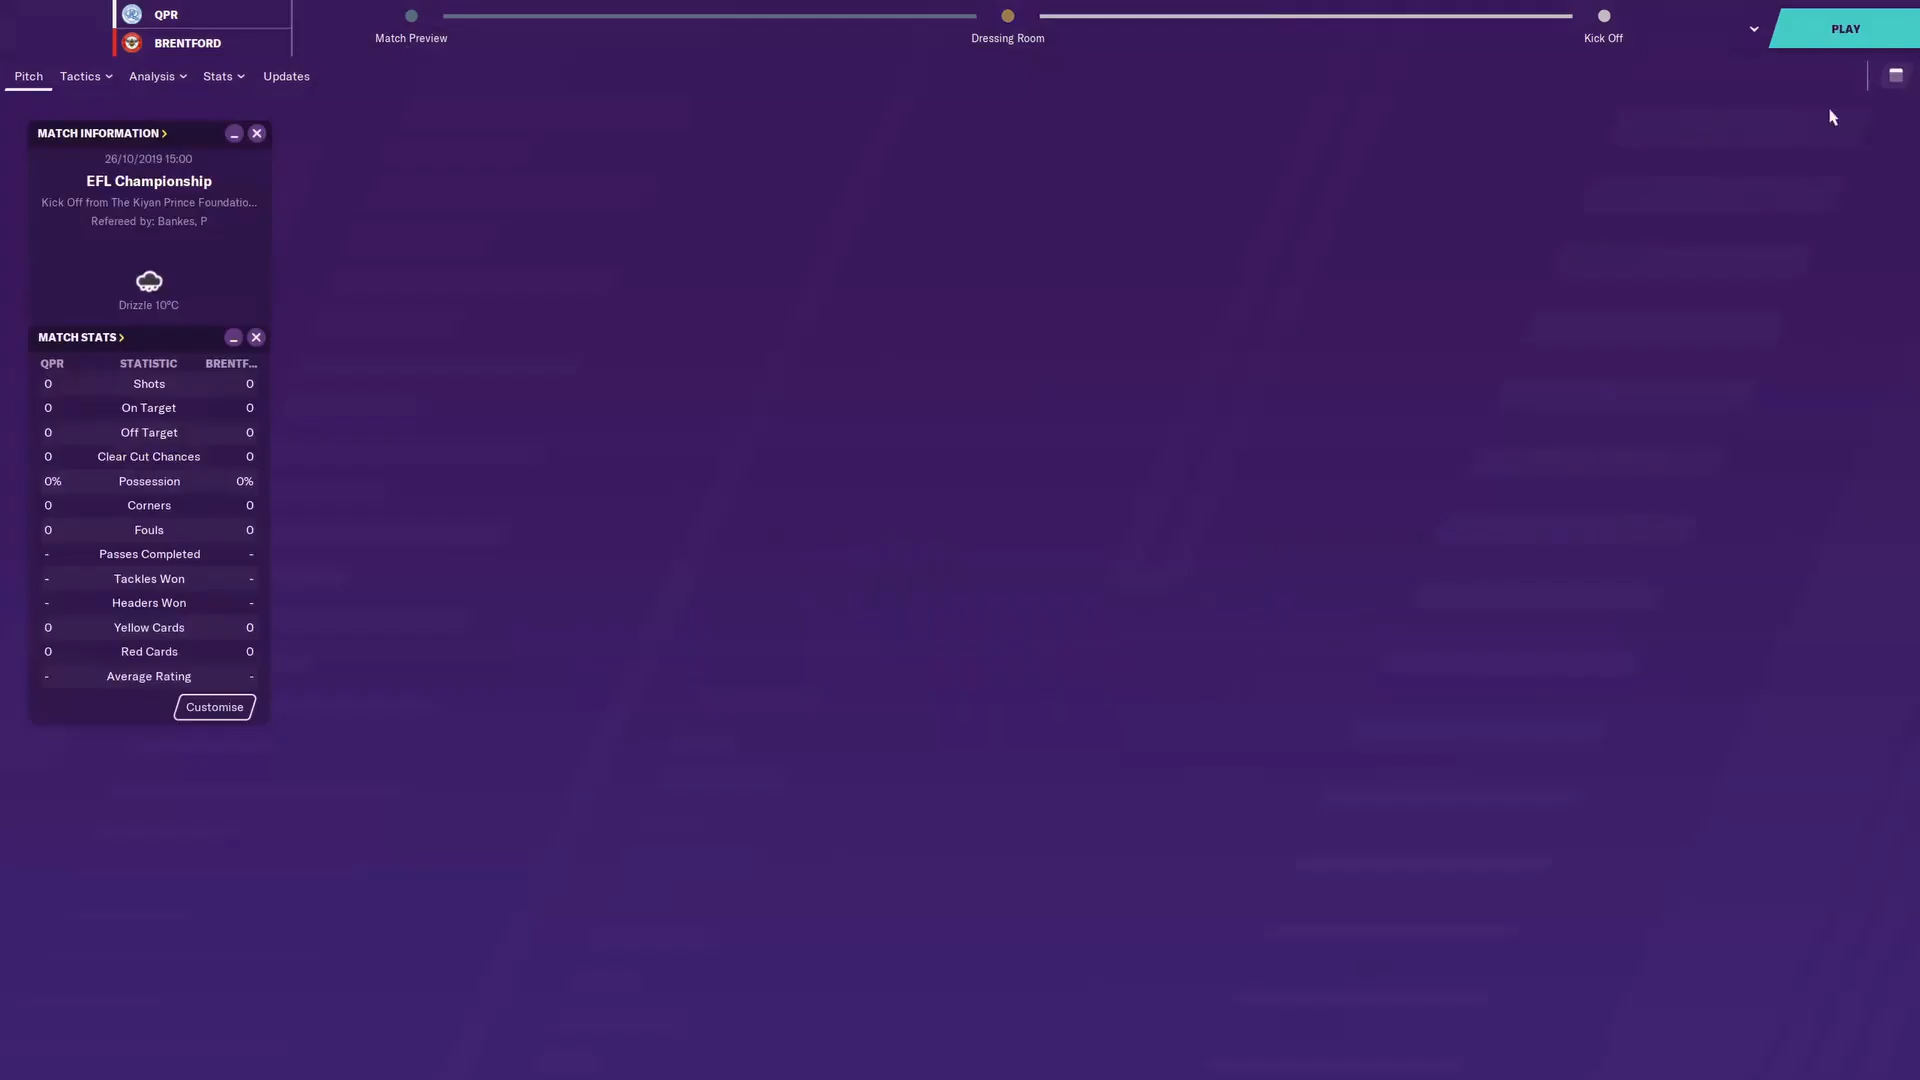 QPR
BRENTFORD
Match Preview
Dressing Room
Kick Off
PLAY
Pitch
Tactics
Analysis
Stats
Updates
MATCH INFORMATION
26/10/2019 15:00
EFL Championship
Kick Off from The Kiyan Prince Foundatio...
Refereed by: Bankes, P
Drizzle 10°C
MATCH STATS
QPR STATISTIC BRENTF...
0 Shots 0
0 On Target 0
0 Off Target 0
0 Clear Cut Chances 0
0% Possession 0%
0 Corners 0
0 Fouls 0
- Passes Completed -
- Tackles Won -
- Headers Won -
0 Yellow Cards 0
0 Red Cards 0
- Average Rating -
Customise